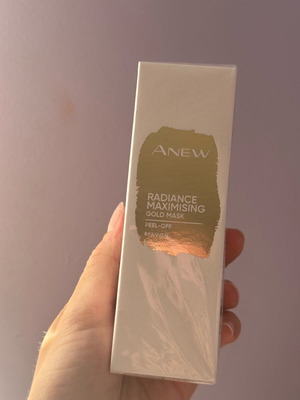 ANEW
RADIANCE
MAXIMISING
GOLD MASK
PEEL-OFF